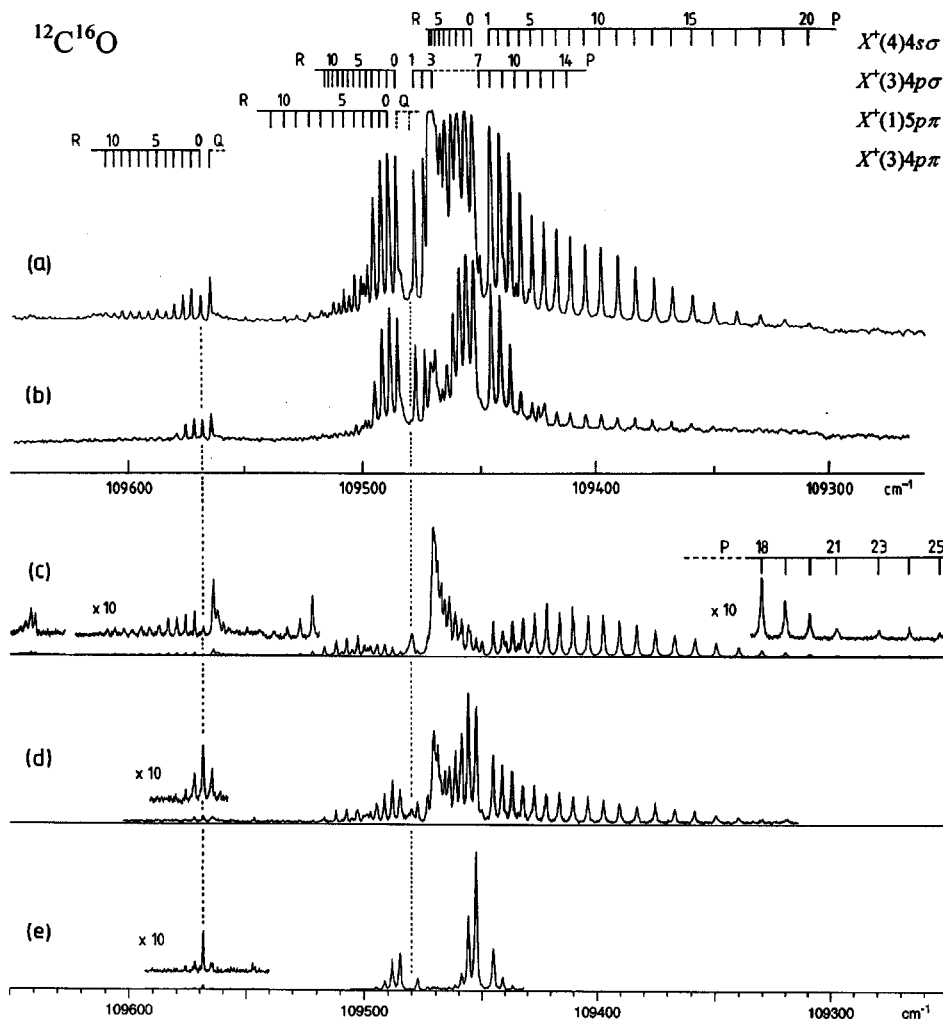 ¹²C¹⁶O
R 5 0 1 5 10 15 20 P
X⁺(4)4sσ
R 10 5 0 1 3 7 10 14 P
X⁺(3)4pσ
R 10 5 0 Q
X⁺(1)5pπ
R 10 5 0 Q
X⁺(3)4pπ
(a)
(b)
109600 109500 109400 109300 cm⁻¹
P 18 21 23 25
(c)
x 10
x 10
(d)
x 10
(e)
x 10
109600 109500 109400 109300 cm⁻¹